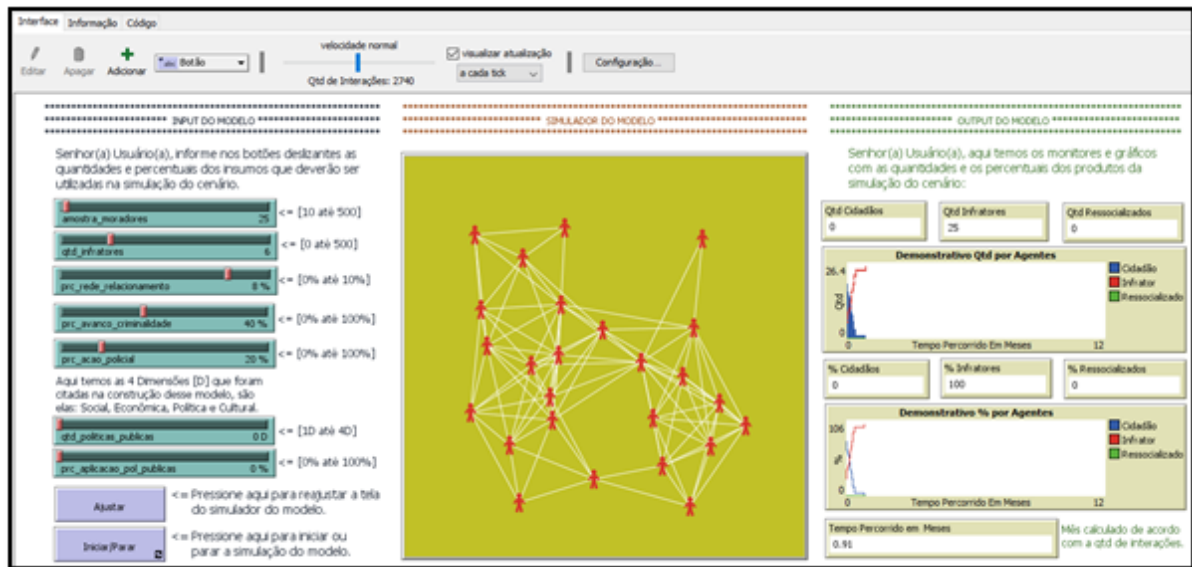 Interface Informação Código
Editar Apagar Adicionar Botão
velocidade normal
Qtd de Interações: 2740
visualizar atualização
a cada tick
Configuração...
INPUT DO MODELO
Senhor(a) Usuário(a), informe nos botões deslizantes as
quantidades e percentuais dos insumos que deverão ser
utilizadas na simulação do cenário.
amostra_moradores 25
<= [10 até 500]
qtd_infratores 6
<= [0 até 500]
prc_rede_relacionamento 8 %
<= [0% até 10%]
prc_avanco_criminalidade 40 %
<= [0% até 100%]
prc_acao_policial 20 %
<= [0% até 100%]
Aqui temos as 4 Dimensões [D] que foram
citadas na construção desse modelo, são
elas: Social, Econômica, Política e Cultural.
qtd_politicas_publicas 0 D
<= [1D até 4D]
prc_aplicacao_pol_publicas 0 %
<= [0% até 100%]
Ajustar
<= Pressione aqui para reajustar a tela
do simulador do modelo.
Iniciar/Parar
<= Pressione aqui para iniciar ou
parar a simulação do modelo.
SIMULADOR DO MODELO
OUTPUT DO MODELO
Senhor(a) Usuário(a), aqui temos os monitores e gráficos
com as quantidades e os percentuais dos produtos da
simulação do cenário:
Qtd Cidadãos
0
Qtd Infratores
25
Qtd Ressocializados
0
Demonstrativo Qtd por Agentes
26.4
Qtd
0
0 Tempo Percorrido Em Meses 12
Cidadão
Infrator
Ressocializado
% Cidadãos
0
% Infratores
100
% Ressocializados
0
Demonstrativo % por Agentes
106
%
0
0 Tempo Percorrido Em Meses 12
Cidadão
Infrator
Ressocializado
Tempo Percorrido em Meses
0.91
Mês calculado de acordo
com a qtd de interações.